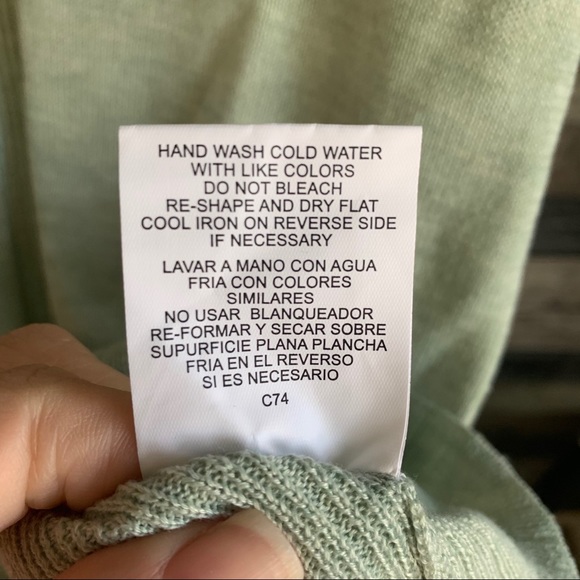 HAND WASH COLD WATER
WITH LIKE COLORS
DO NOT BLEACH
RE-SHAPE AND DRY FLAT
COOL IRON ON REVERSE SIDE
IF NECESSARY
LAVAR A MANO CON AGUA
FRIA CON COLORES
SIMILARES
NO USAR BLANQUEADOR
RE-FORMAR Y SECAR SOBRE
SUPURFICIE PLANA PLANCHA
FRIA EN EL REVERSO
SI ES NECESARIO
C74